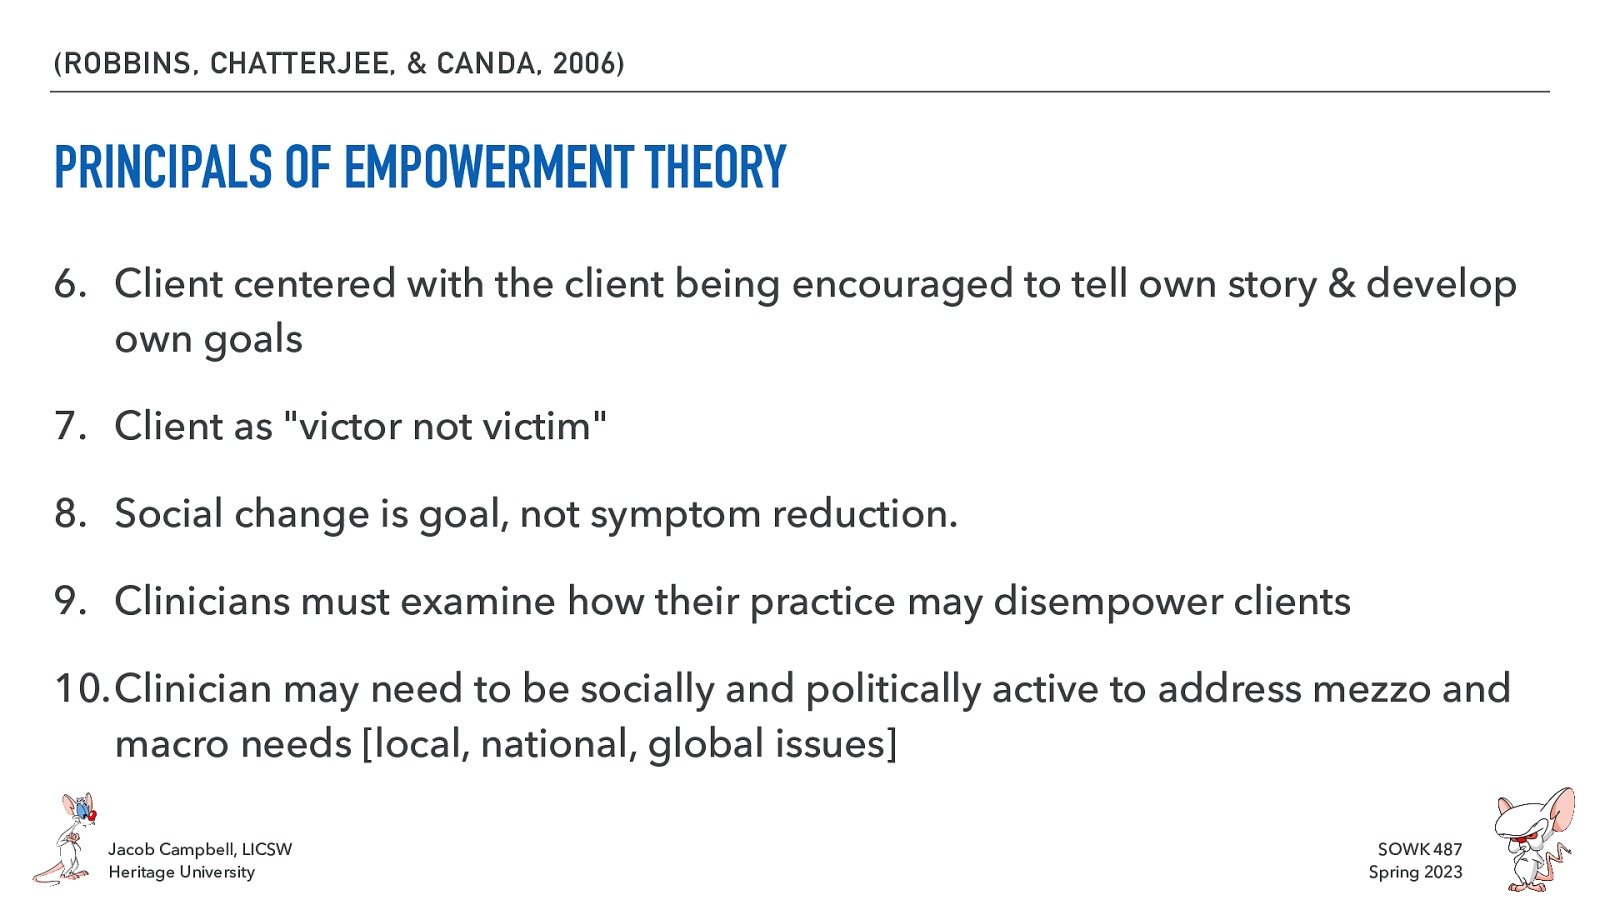 (ROBBINS, CHATTERJEE, & CANDA, 2006)
PRINCIPALS OF EMPOWERMENT THEORY
6. Client centered with the client being encouraged to tell own story & develop
own goals
7. Client as "victor not victim"
8. Social change is goal, not symptom reduction.
9. Clinicians must examine how their practice may disempower clients
10. Clinician may need to be socially and politically active to address mezzo and
macro needs [local, national, global issues]
Jacob Campbell, LICSW
Heritage University
SOWK 487
Spring 2023